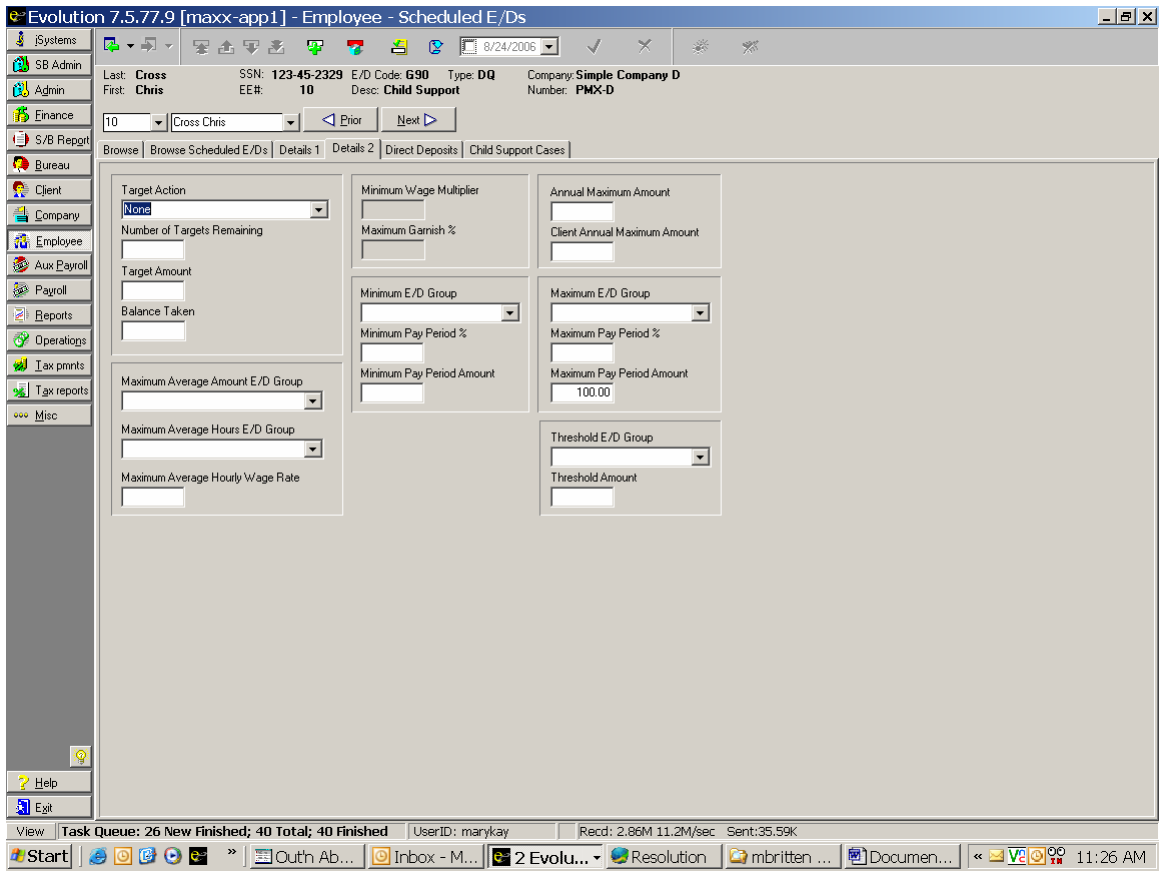 Evolution 7.5.77.9 [maxx-app1] - Employee - Scheduled E/Ds
iSystems
SB Admin
Admin
Finance
S/B Report
Bureau
Client
Company
Employee
Aux Payroll
Payroll
Reports
Operations
Tax pmnts
Tax reports
Misc
Help
Exit
8/24/2006
Last: Cross SSN: 123-45-2329 E/D Code: G90 Type: DQ Company: Simple Company D
First: Chris EE#: 10 Desc: Child Support Number: PMX-D
10 Cross Chris Prior Next
Browse Browse Scheduled E/Ds Details 1 Details 2 Direct Deposits Child Support Cases
Target Action
None
Number of Targets Remaining
Target Amount
Balance Taken
Maximum Average Amount E/D Group
Maximum Average Hours E/D Group
Maximum Average Hourly Wage Rate
Minimum Wage Multiplier
Maximum Garnish %
Minimum E/D Group
Minimum Pay Period %
Minimum Pay Period Amount
Annual Maximum Amount
Client Annual Maximum Amount
Maximum E/D Group
Maximum Pay Period %
Maximum Pay Period Amount
100.00
Threshold E/D Group
Threshold Amount
View Task Queue: 26 New Finished; 40 Total; 40 Finished UserID: marykay Recd: 2.86M 11.2M/sec Sent:35.59K
Start » Out'n Ab... Inbox - M... 2 Evolu... Resolution mbritten ... Documen... « 11:26 AM